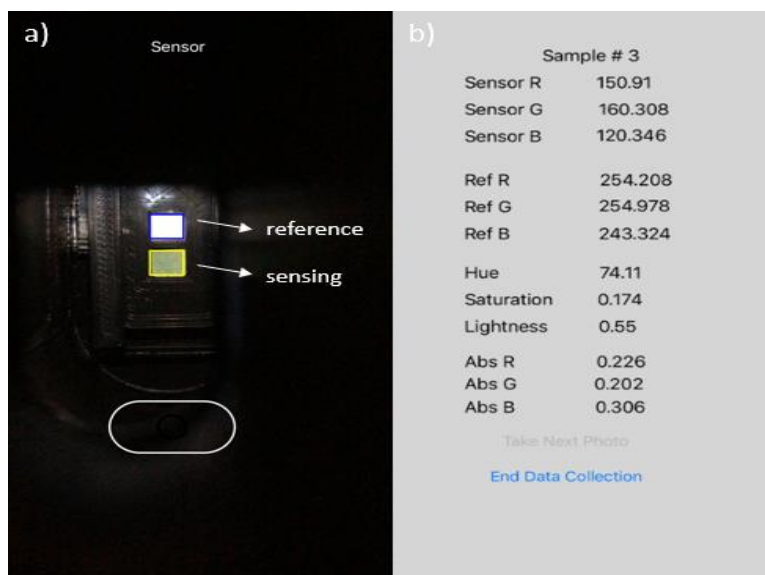 a)
Sensor
reference
sensing
b)
Sample # 3
Sensor R 150.91
Sensor G 160.308
Sensor B 120.346
Ref R 254.208
Ref G 254.978
Ref B 243.324
Hue 74.11
Saturation 0.174
Lightness 0.55
Abs R 0.226
Abs G 0.202
Abs B 0.306
Take Next Photo
End Data Collection